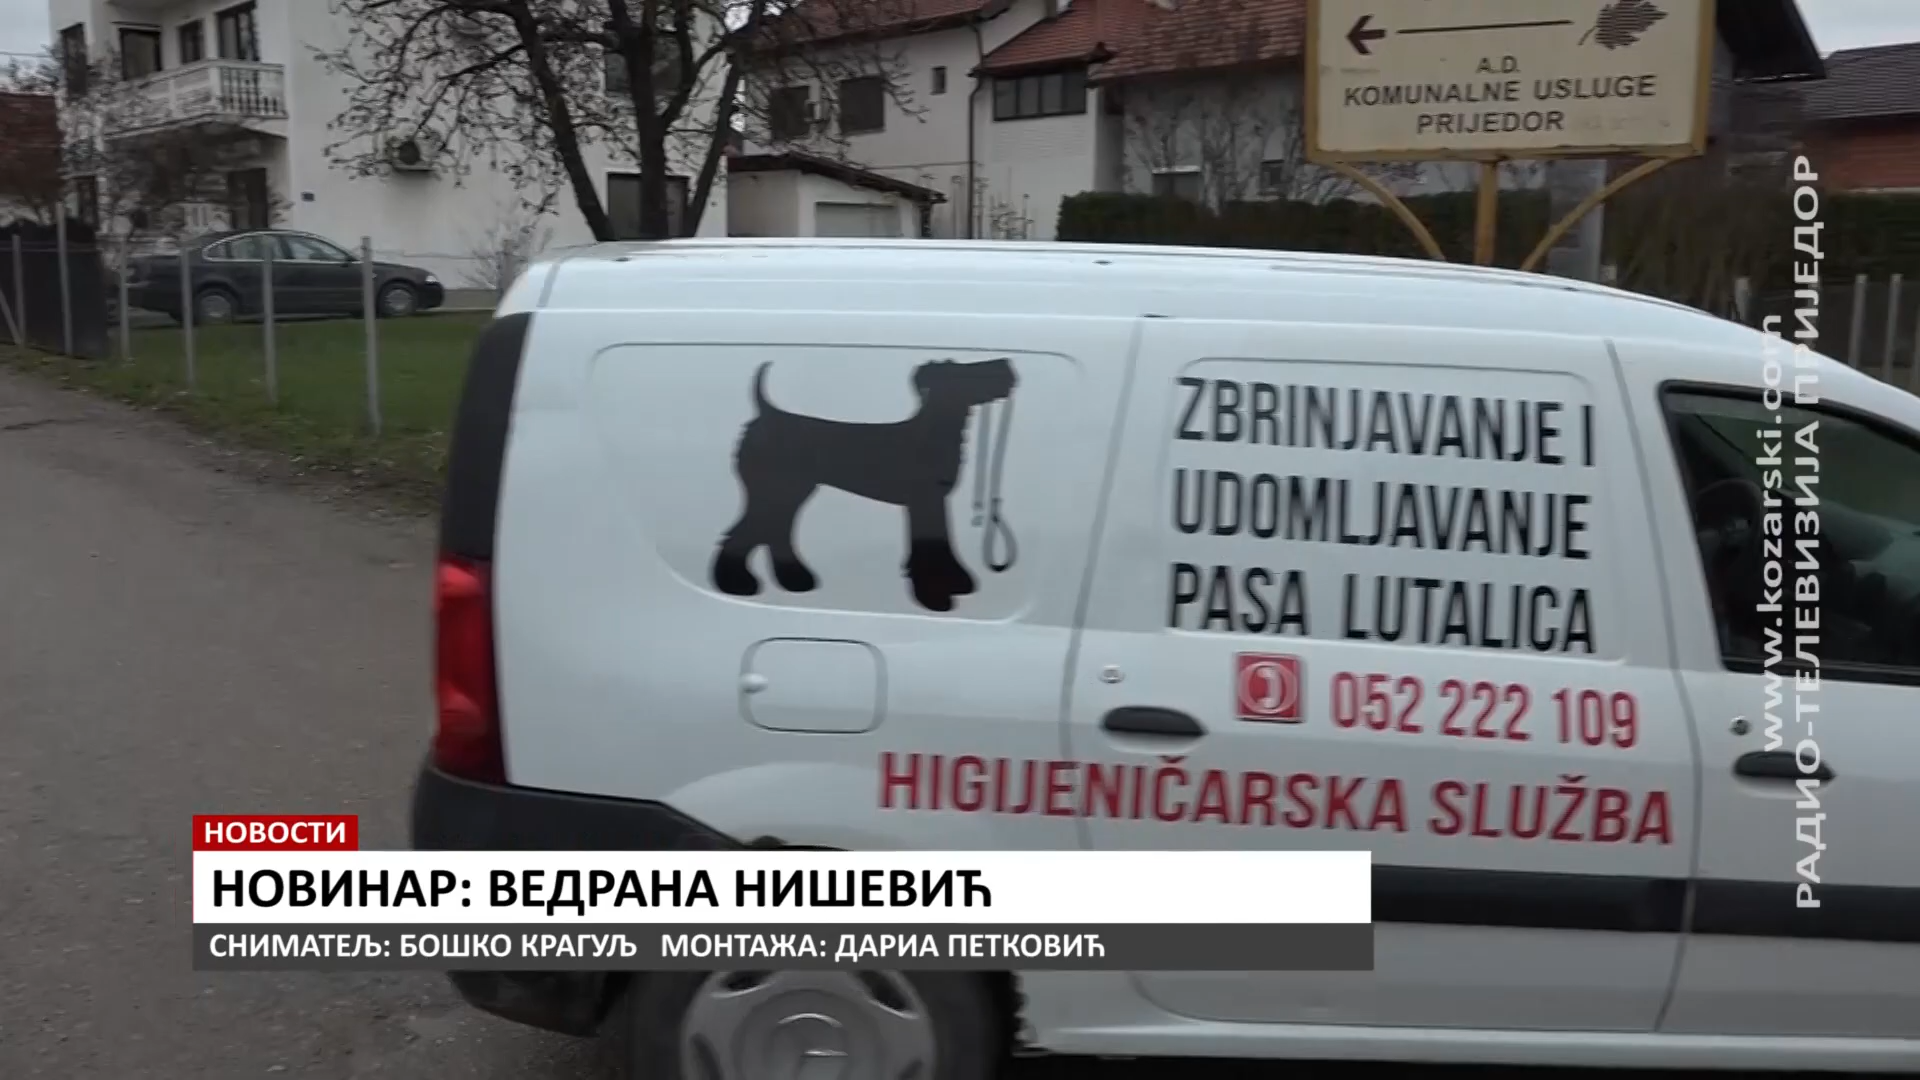 A.D.
KOMUNALNE USLUGE
PRIJEDOR
ZBRINJAVANJE I
UDOMLJAVANJE
PASA LUTALICA
052 222 109
HIGIJENIČARSKA SLUŽBA
www.kozarski.com
РАДИО-ТЕЛЕВИЗИЈА ПРИЈЕДОР
НОВОСТИ
НОВИНАР: ВЕДРАНА НИШЕВИЋ
СНИМАТЕЉ: БОШКО КРАГУЉ МОНТАЖА: ДАРИА ПЕТКОВИЋ